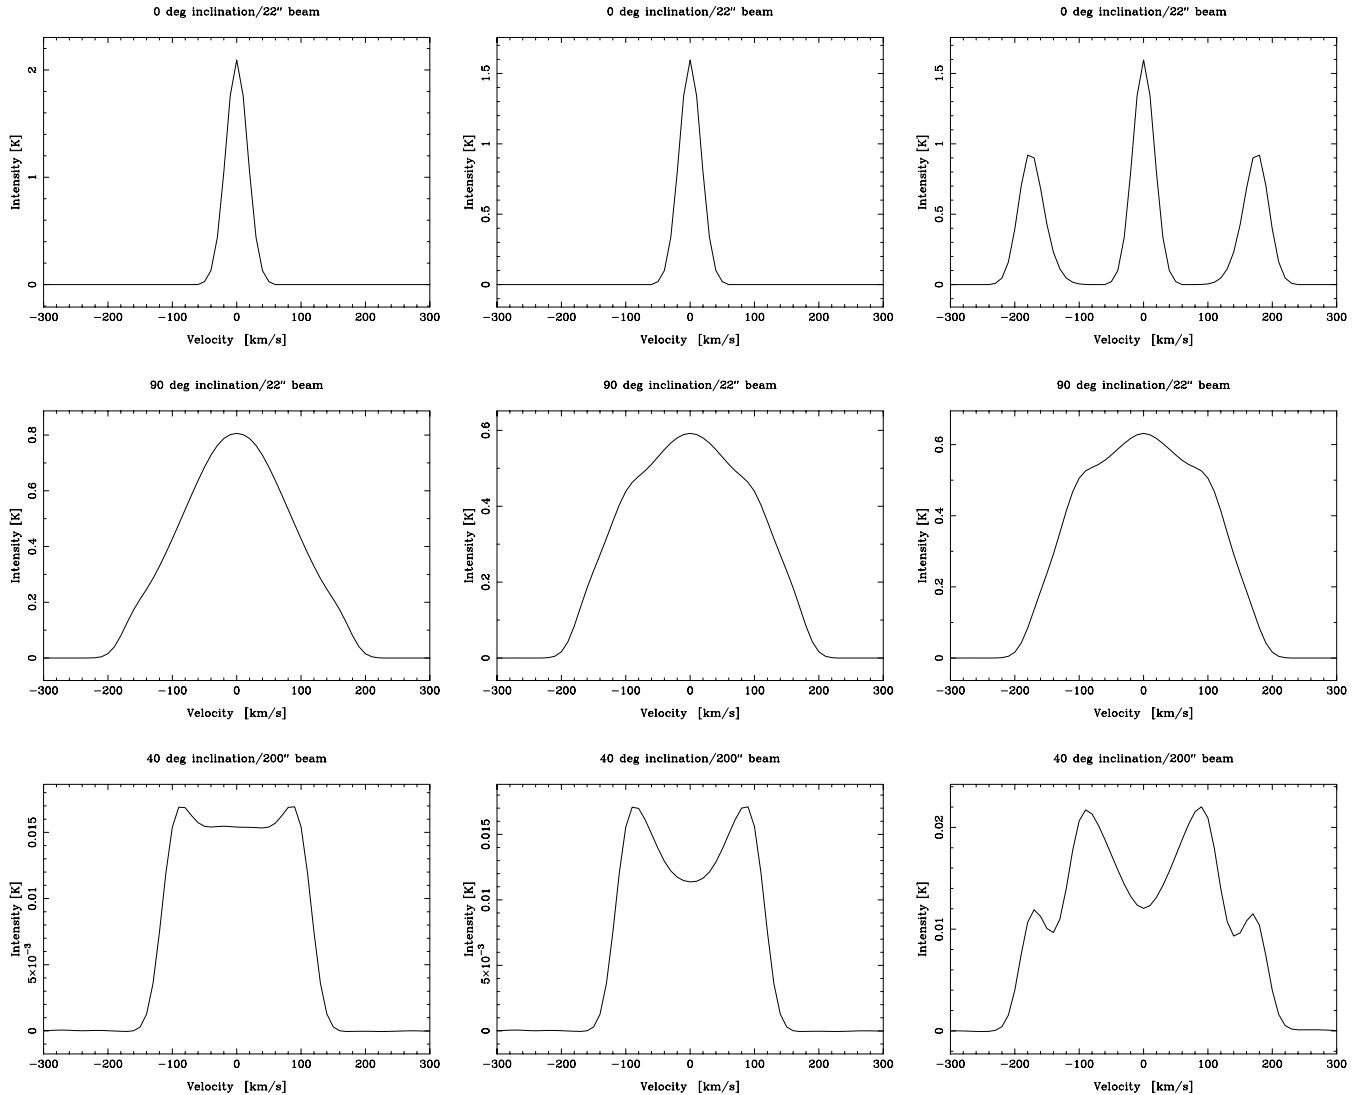 0 deg inclination/22" beam
0 deg inclination/22" beam
0 deg inclination/22" beam
Intensity [K]
2
1
0
Intensity [K]
1.5
1
0.5
0
Intensity [K]
1.5
1
0.5
0
−300 −200 −100 0 100 200 300
−300 −200 −100 0 100 200 300
−300 −200 −100 0 100 200 300
Velocity [km/s]
Velocity [km/s]
Velocity [km/s]
90 deg inclination/22" beam
90 deg inclination/22" beam
90 deg inclination/22" beam
Intensity [K]
0.8
0.6
0.4
0.2
0
Intensity [K]
0.6
0.4
0.2
0
Intensity [K]
0.6
0.4
0.2
0
−300 −200 −100 0 100 200 300
−300 −200 −100 0 100 200 300
−300 −200 −100 0 100 200 300
Velocity [km/s]
Velocity [km/s]
Velocity [km/s]
40 deg inclination/200" beam
40 deg inclination/200" beam
40 deg inclination/200" beam
Intensity [K]
0.015
0.01
5×10⁻³
0
Intensity [K]
0.015
0.01
5×10⁻³
0
Intensity [K]
0.02
0.01
0
−300 −200 −100 0 100 200 300
−300 −200 −100 0 100 200 300
−300 −200 −100 0 100 200 300
Velocity [km/s]
Velocity [km/s]
Velocity [km/s]